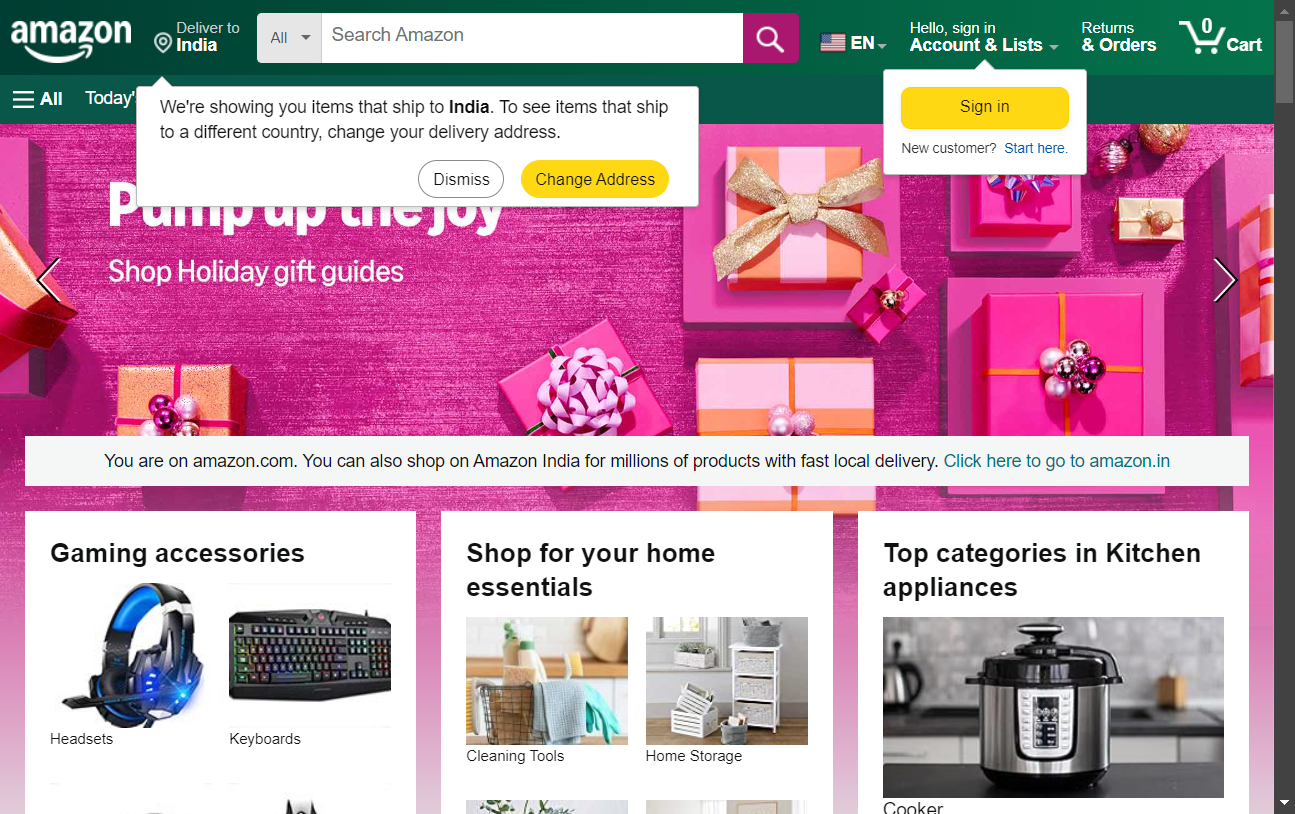 amazon
Deliver to
India
All
Search Amazon
EN
Hello, sign in
Account & Lists
Returns
& Orders
0
Cart
All
Today'
We're showing you items that ship to India. To see items that ship
to a different country, change your delivery address.
Dismiss
Change Address
Sign in
New customer? Start here.
Pump up the joy
Shop Holiday gift guides
You are on amazon.com. You can also shop on Amazon India for millions of products with fast local delivery. Click here to go to amazon.in
Gaming accessories
Headsets
Keyboards
Shop for your home
essentials
Cleaning Tools
Home Storage
Top categories in Kitchen
appliances
Cooker